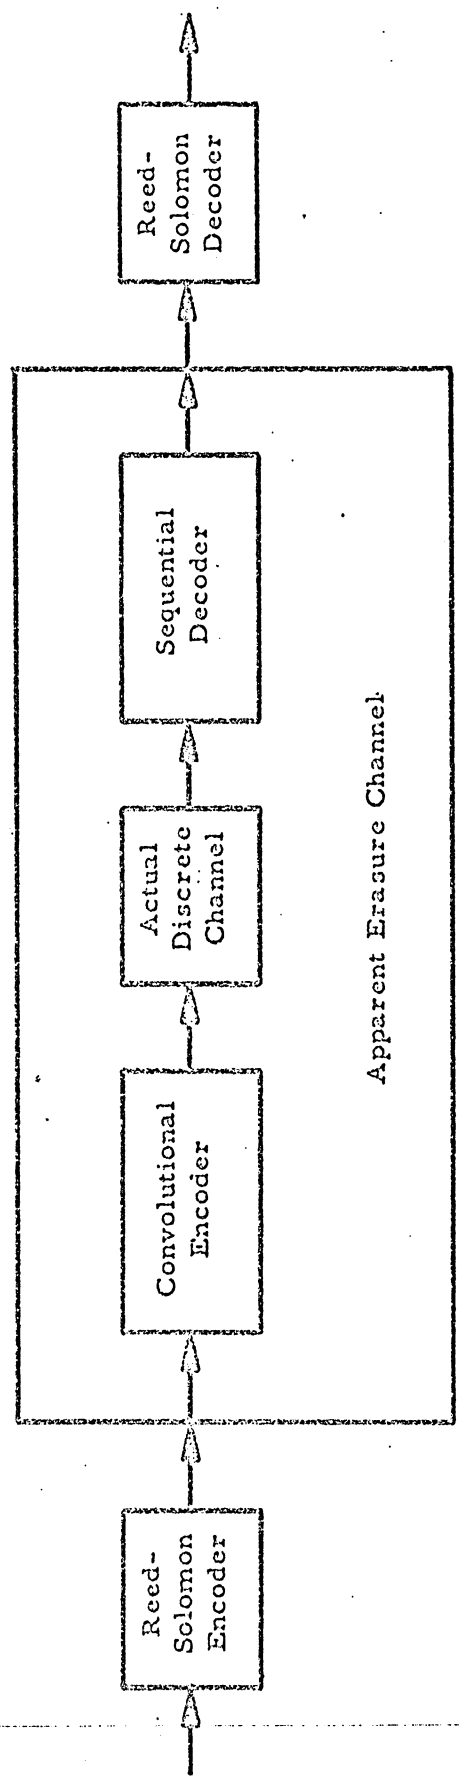 Reed-
Solomon
Encoder
Convolutional
Encoder
Actual
Discrete
Channel
Sequential
Decoder
Reed-
Solomon
Decoder
Apparent Erasure Channel